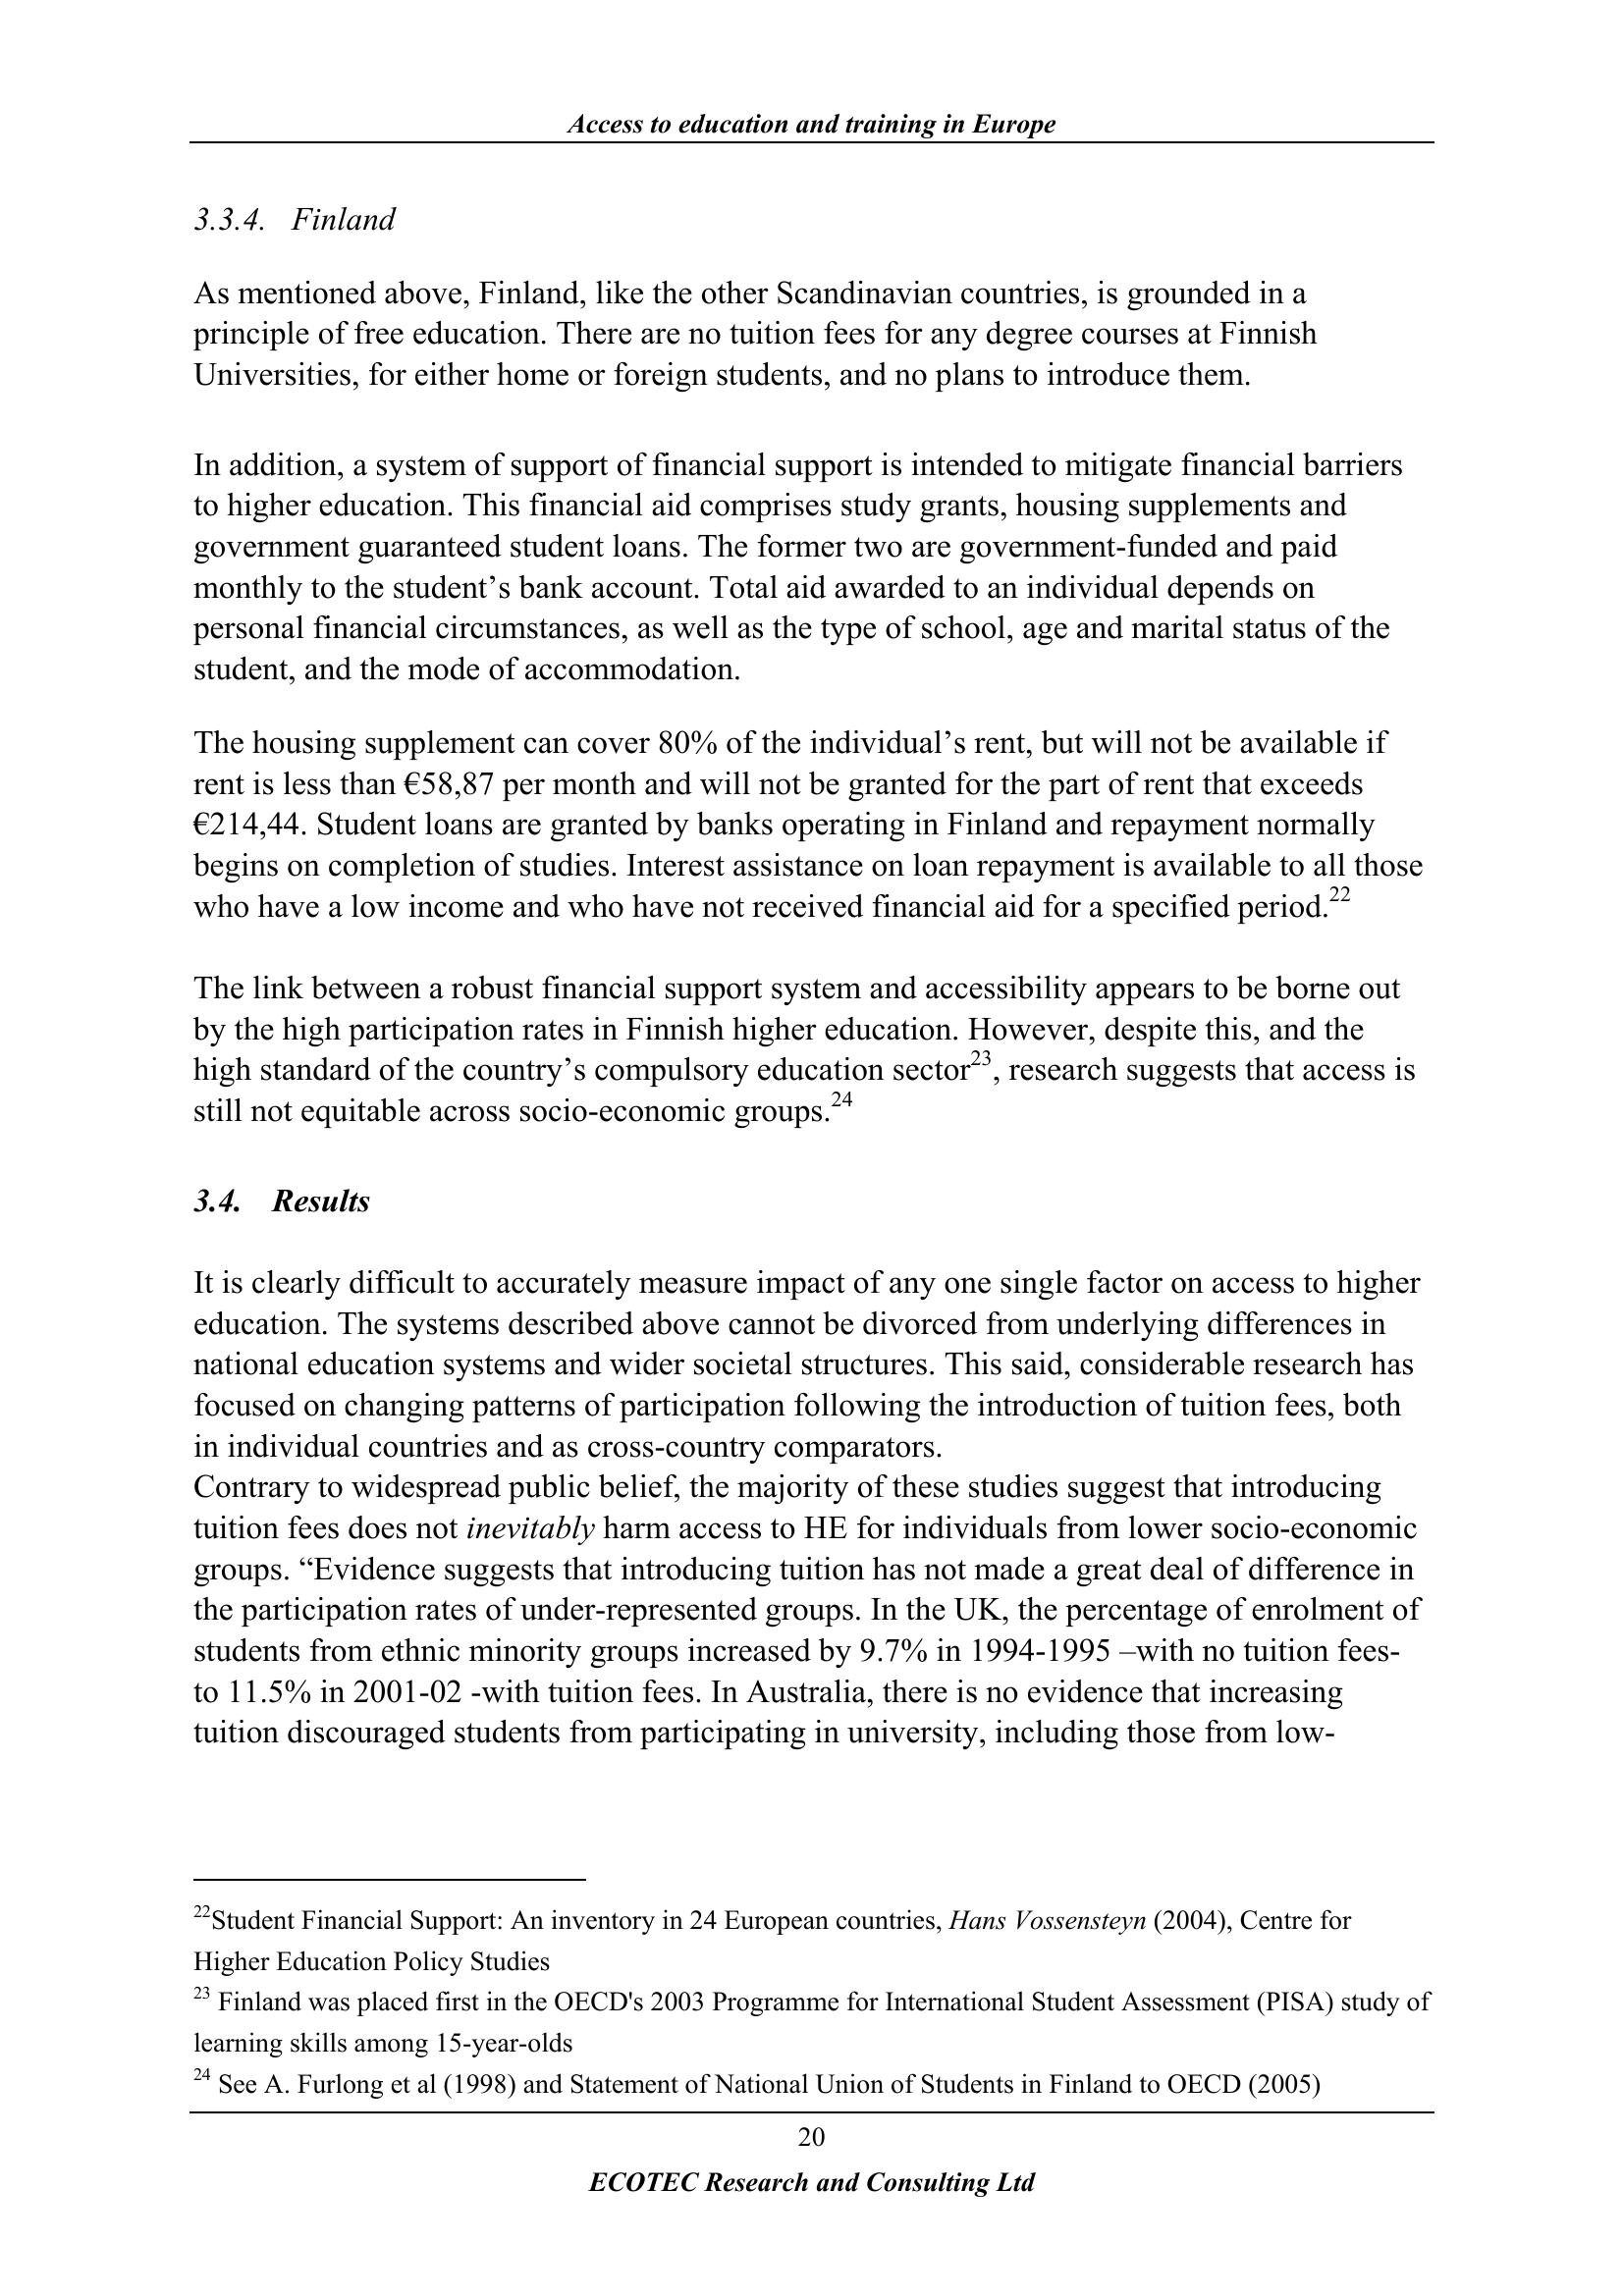 Access to education and training in Europe
3.3.4. Finland
As mentioned above, Finland, like the other Scandinavian countries, is grounded in a
principle of free education. There are no tuition fees for any degree courses at Finnish
Universities, for either home or foreign students, and no plans to introduce them.
In addition, a system of support of financial support is intended to mitigate financial barriers
to higher education. This financial aid comprises study grants, housing supplements and
government guaranteed student loans. The former two are government-funded and paid
monthly to the student’s bank account. Total aid awarded to an individual depends on
personal financial circumstances, as well as the type of school, age and marital status of the
student, and the mode of accommodation.
The housing supplement can cover 80% of the individual’s rent, but will not be available if
rent is less than €58,87 per month and will not be granted for the part of rent that exceeds
€214,44. Student loans are granted by banks operating in Finland and repayment normally
begins on completion of studies. Interest assistance on loan repayment is available to all those
who have a low income and who have not received financial aid for a specified period.22
The link between a robust financial support system and accessibility appears to be borne out
by the high participation rates in Finnish higher education. However, despite this, and the
high standard of the country’s compulsory education sector23, research suggests that access is
still not equitable across socio-economic groups.24
3.4. Results
It is clearly difficult to accurately measure impact of any one single factor on access to higher
education. The systems described above cannot be divorced from underlying differences in
national education systems and wider societal structures. This said, considerable research has
focused on changing patterns of participation following the introduction of tuition fees, both
in individual countries and as cross-country comparators.
Contrary to widespread public belief, the majority of these studies suggest that introducing
tuition fees does not inevitably harm access to HE for individuals from lower socio-economic
groups. “Evidence suggests that introducing tuition has not made a great deal of difference in
the participation rates of under-represented groups. In the UK, the percentage of enrolment of
students from ethnic minority groups increased by 9.7% in 1994-1995 –with no tuition fees-
to 11.5% in 2001-02 -with tuition fees. In Australia, there is no evidence that increasing
tuition discouraged students from participating in university, including those from low-
22Student Financial Support: An inventory in 24 European countries, Hans Vossensteyn (2004), Centre for
Higher Education Policy Studies
23 Finland was placed first in the OECD's 2003 Programme for International Student Assessment (PISA) study of
learning skills among 15-year-olds
24 See A. Furlong et al (1998) and Statement of National Union of Students in Finland to OECD (2005)
20
ECOTEC Research and Consulting Ltd